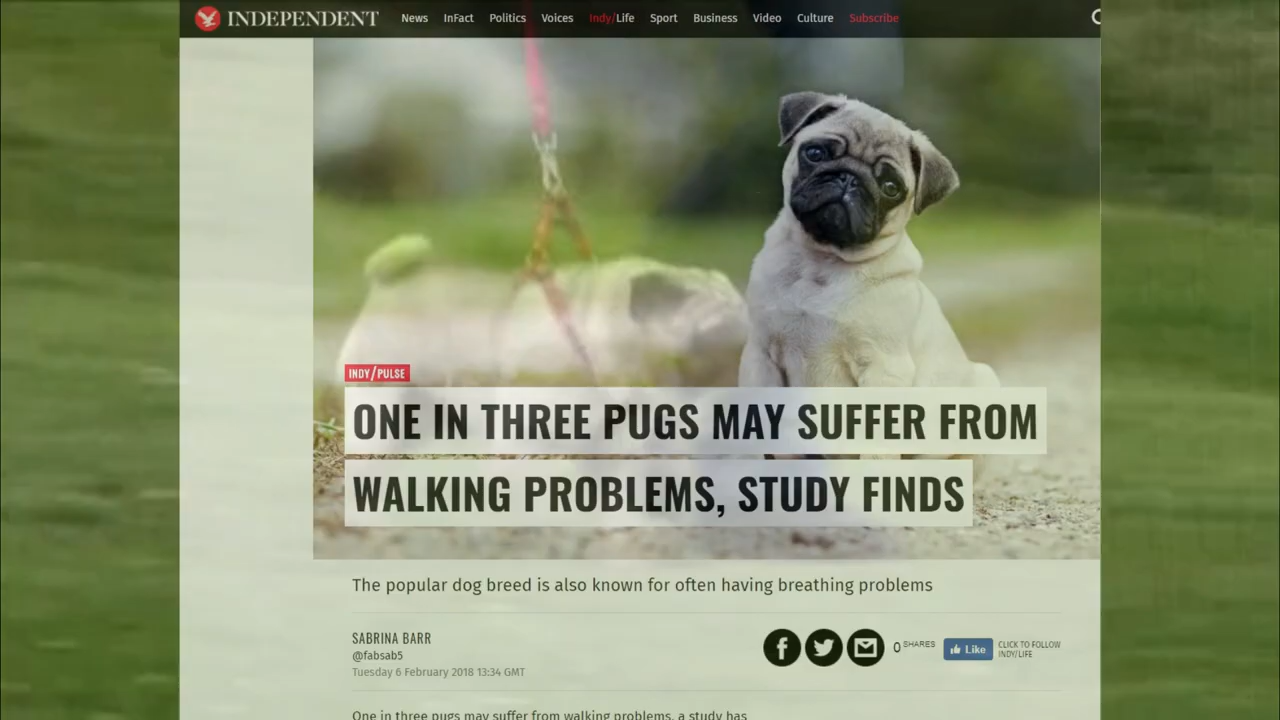 INDEPENDENT News InFact Politics Voices Indy/Life Sport Business Video Culture Subscribe
INDY/PULSE
ONE IN THREE PUGS MAY SUFFER FROM
WALKING PROBLEMS, STUDY FINDS
The popular dog breed is also known for often having breathing problems
SABRINA BARR
@fabsab5
Tuesday 6 February 2018 13:34 GMT
0 SHARES
Like
CLICK TO FOLLOW
INDY/LIFE
One in three pugs may suffer from walking problems, a study has